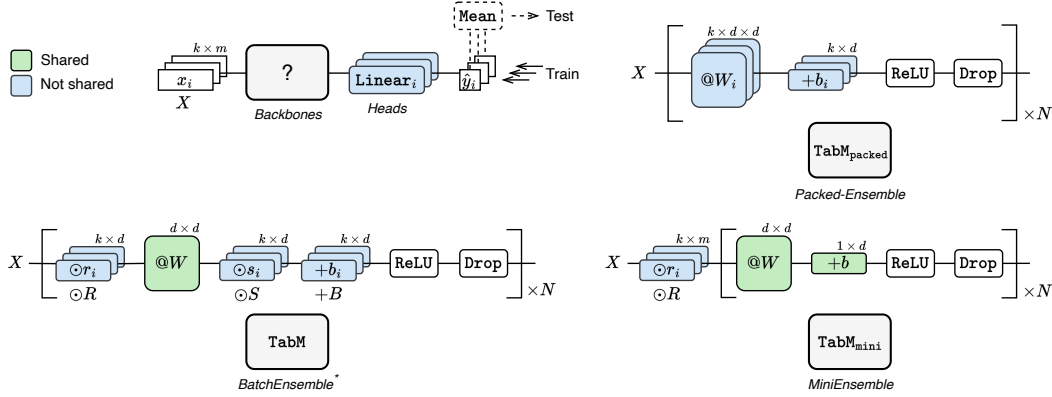 Shared
Not shared
k × m
x_i
X
?
Backbones
Linear_i
Heads
Mean
Test
ŷ_i
Train
X
k × d × d
@W_i
k × d
+b_i
ReLU
Drop
×N
TabM_packed
Packed-Ensemble
X
k × d
⊙r_i
⊙R
d × d
@W
k × d
⊙s_i
⊙S
k × d
+b_i
+B
ReLU
Drop
×N
TabM
BatchEnsemble*
X
k × m
⊙r_i
⊙R
d × d
@W
1 × d
+b
ReLU
Drop
×N
TabM_mini
MiniEnsemble